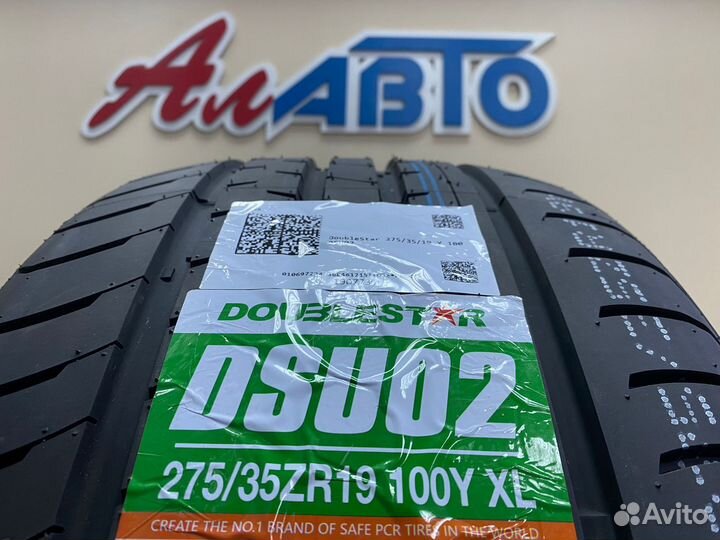 АлАВТО
DoubleStar 275/35/19 Y 100
DOUBLESTAR
DSU02
275/35ZR19 100Y XL
CREATE THE NO.1 BRAND OF SAFE PCR TIRES IN THE WORLD
Avito